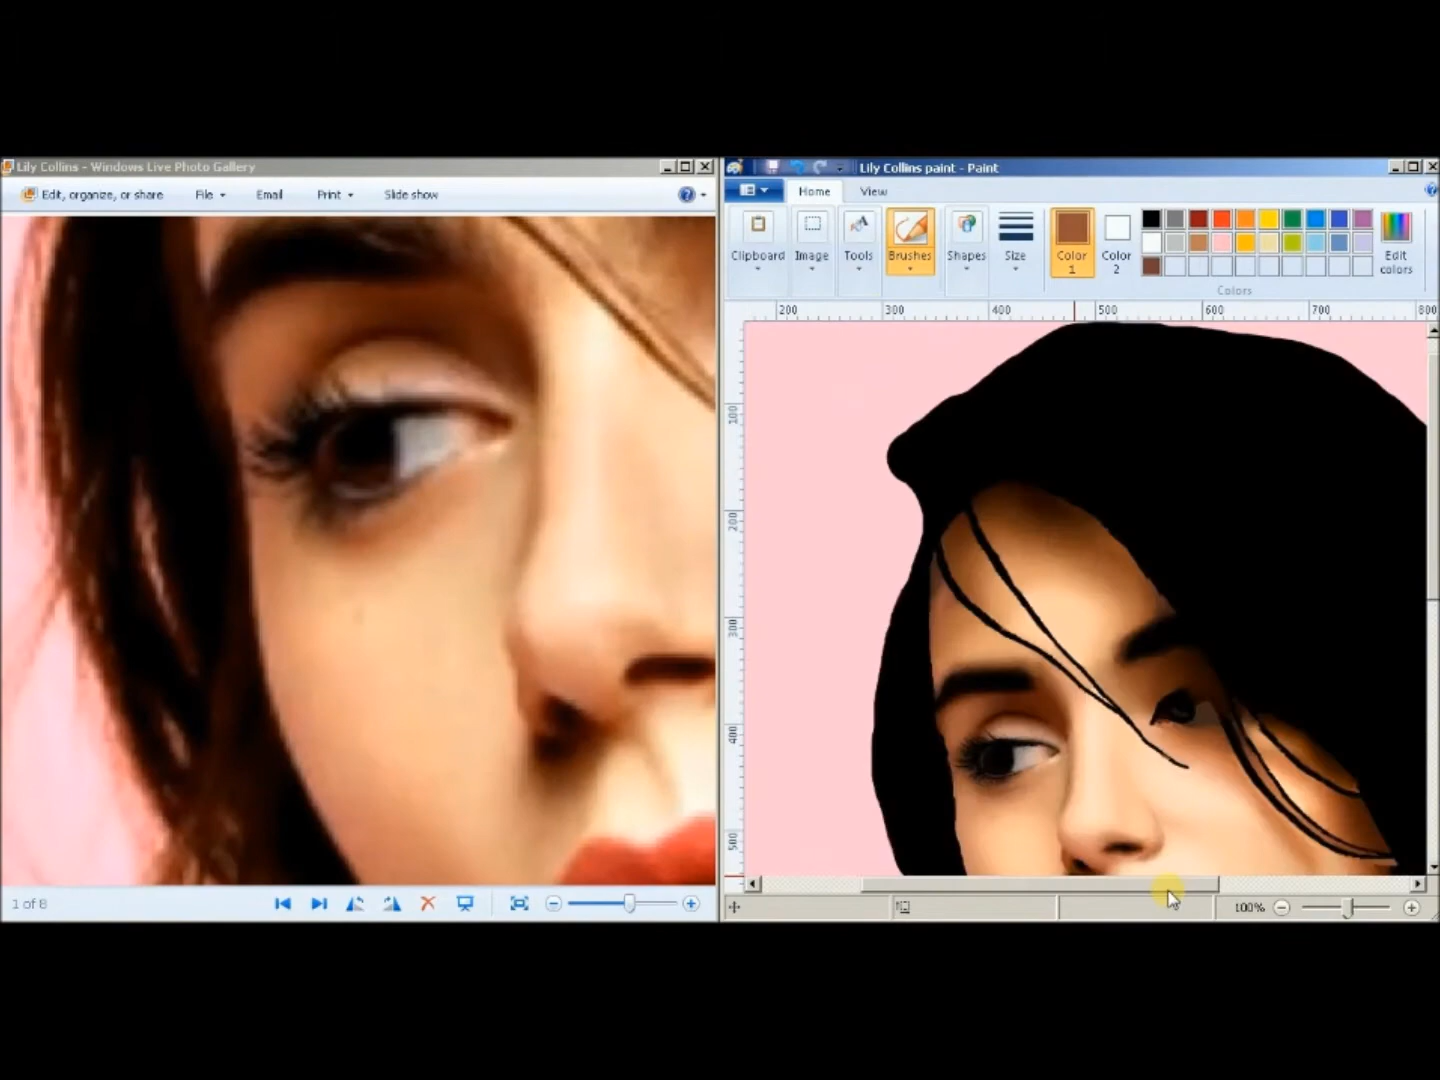 Lily Collins - Windows Live Photo Gallery
Edit, organize, or share File Email Print Slide show
1 of 8
Lily Collins paint - Paint
Home View
Clipboard Image Tools Brushes Shapes Size Color 1 Color 2 Edit colors
Colors
200 300 400 500 600 700 800
100
200
300
400
500
100%